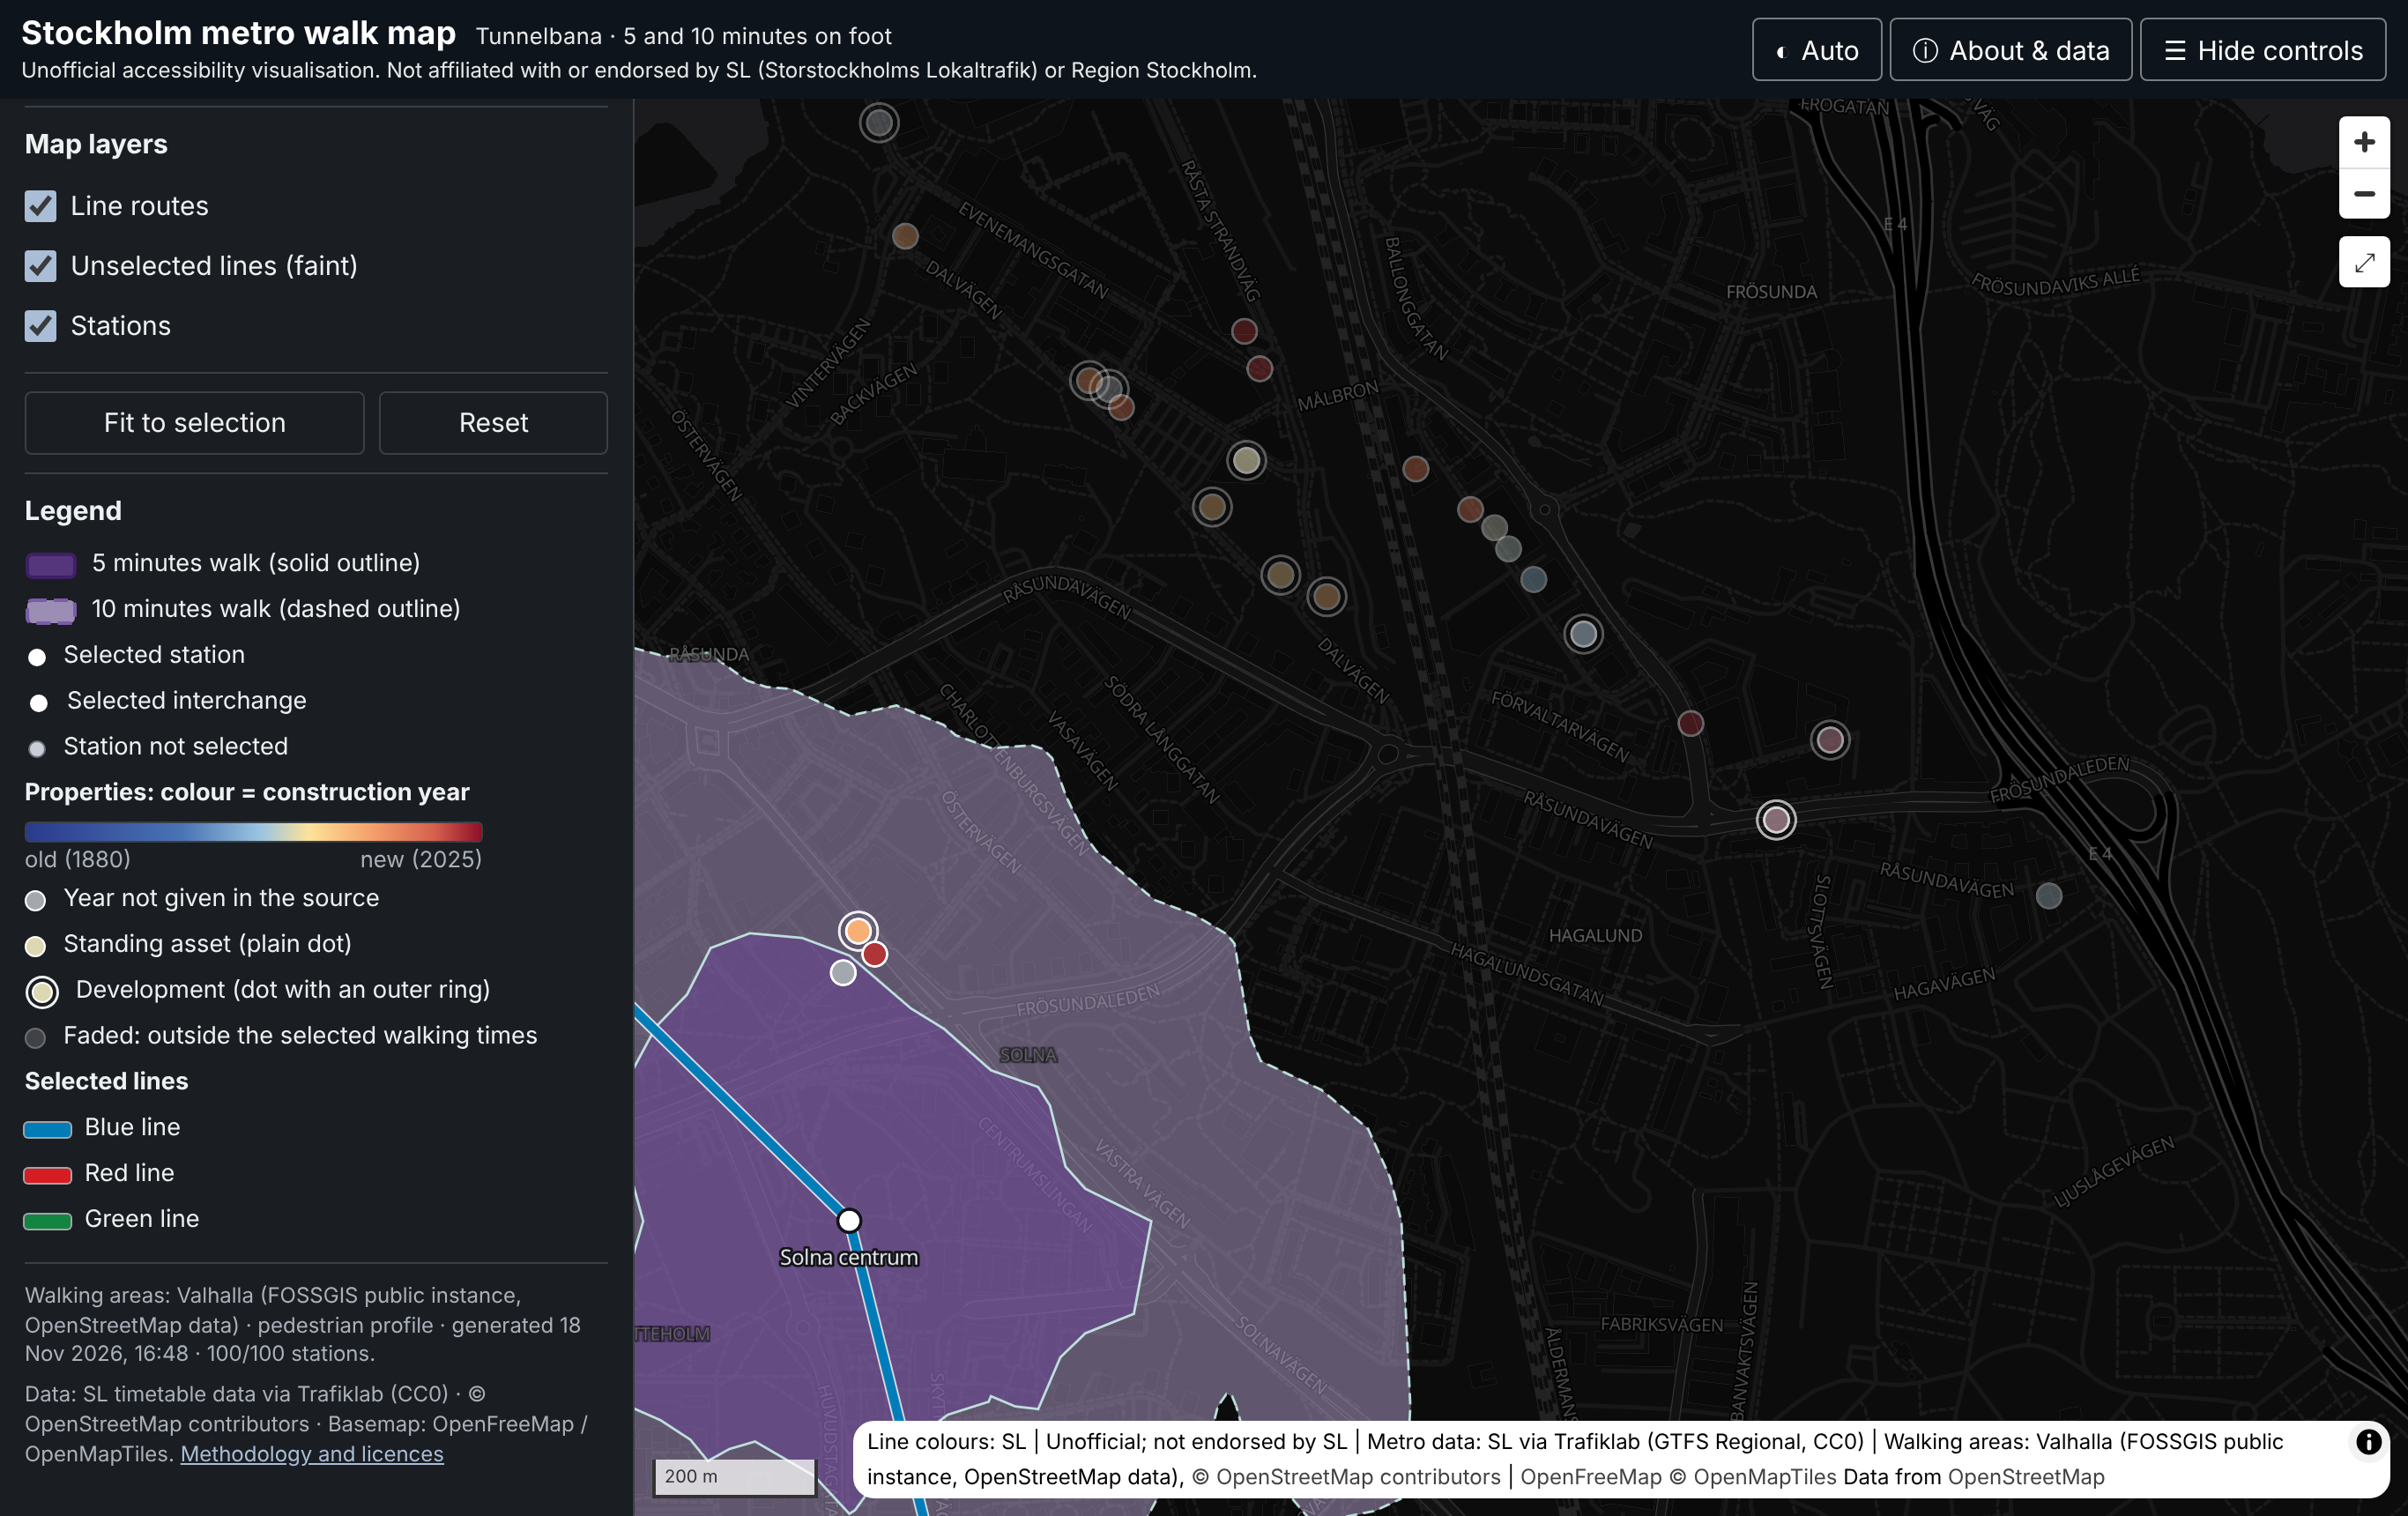 Stockholm metro walk map Tunnelbana · 5 and 10 minutes on foot
Unofficial accessibility visualisation. Not affiliated with or endorsed by SL (Storstockholms Lokaltrafik) or Region Stockholm.
Auto
About & data
Hide controls
Map layers
Line routes
Unselected lines (faint)
Stations
Fit to selection
Reset
Legend
5 minutes walk (solid outline)
10 minutes walk (dashed outline)
Selected station
Selected interchange
Station not selected
Properties: colour = construction year
old (1880) new (2025)
Year not given in the source
Standing asset (plain dot)
Development (dot with an outer ring)
Faded: outside the selected walking times
Selected lines
Blue line
Red line
Green line
Walking areas: Valhalla (FOSSGIS public instance,
OpenStreetMap data) · pedestrian profile · generated 18
Nov 2026, 16:48 · 100/100 stations.
Data: SL timetable data via Trafiklab (CC0) · ©
OpenStreetMap contributors · Basemap: OpenFreeMap /
OpenMapTiles. Methodology and licences
FROGATAN
VÄG
E 4
RÅSTA STRANDVÄG
EVENEMANGSGATAN
DALVÄGEN
BALLONGGATAN
FRÖSUNDA
FRÖSUNDAVIKS ALLÉ
VINTERVÄGEN
BACKVÄGEN
MÅLBRON
ÖSTERVÄGEN
RÅSUNDAVÄGEN
RÅSUNDA
DALVÄGEN
CHARLOTTENBURGSVÄGEN
VASAVÄGEN
SÖDRA LÅNGGATAN
FÖRVALTARVÄGEN
ÖSTERVÄGEN
RÅSUNDAVÄGEN
FRÖSUNDALEDEN
E 4
RÅSUNDAVÄGEN
SLOTTSVÄGEN
HAGALUND
HAGALUNDSGATAN
HAGAVÄGEN
FRÖSUNDALEDEN
SOLNA
CENTRUMSLINGAN
VÄSTRA VÄGEN
LJUSLÅGEVÄGEN
Solna centrum
TTEHOLM
SOLNAVÄGEN
FABRIKSVÄGEN
BANVAKTSVÄGEN
ÅLDERMANS
HUVUDSTAGATA
SKYTT
200 m
Line colours: SL | Unofficial; not endorsed by SL | Metro data: SL via Trafiklab (GTFS Regional, CC0) | Walking areas: Valhalla (FOSSGIS public
instance, OpenStreetMap data), © OpenStreetMap contributors | OpenFreeMap © OpenMapTiles Data from OpenStreetMap